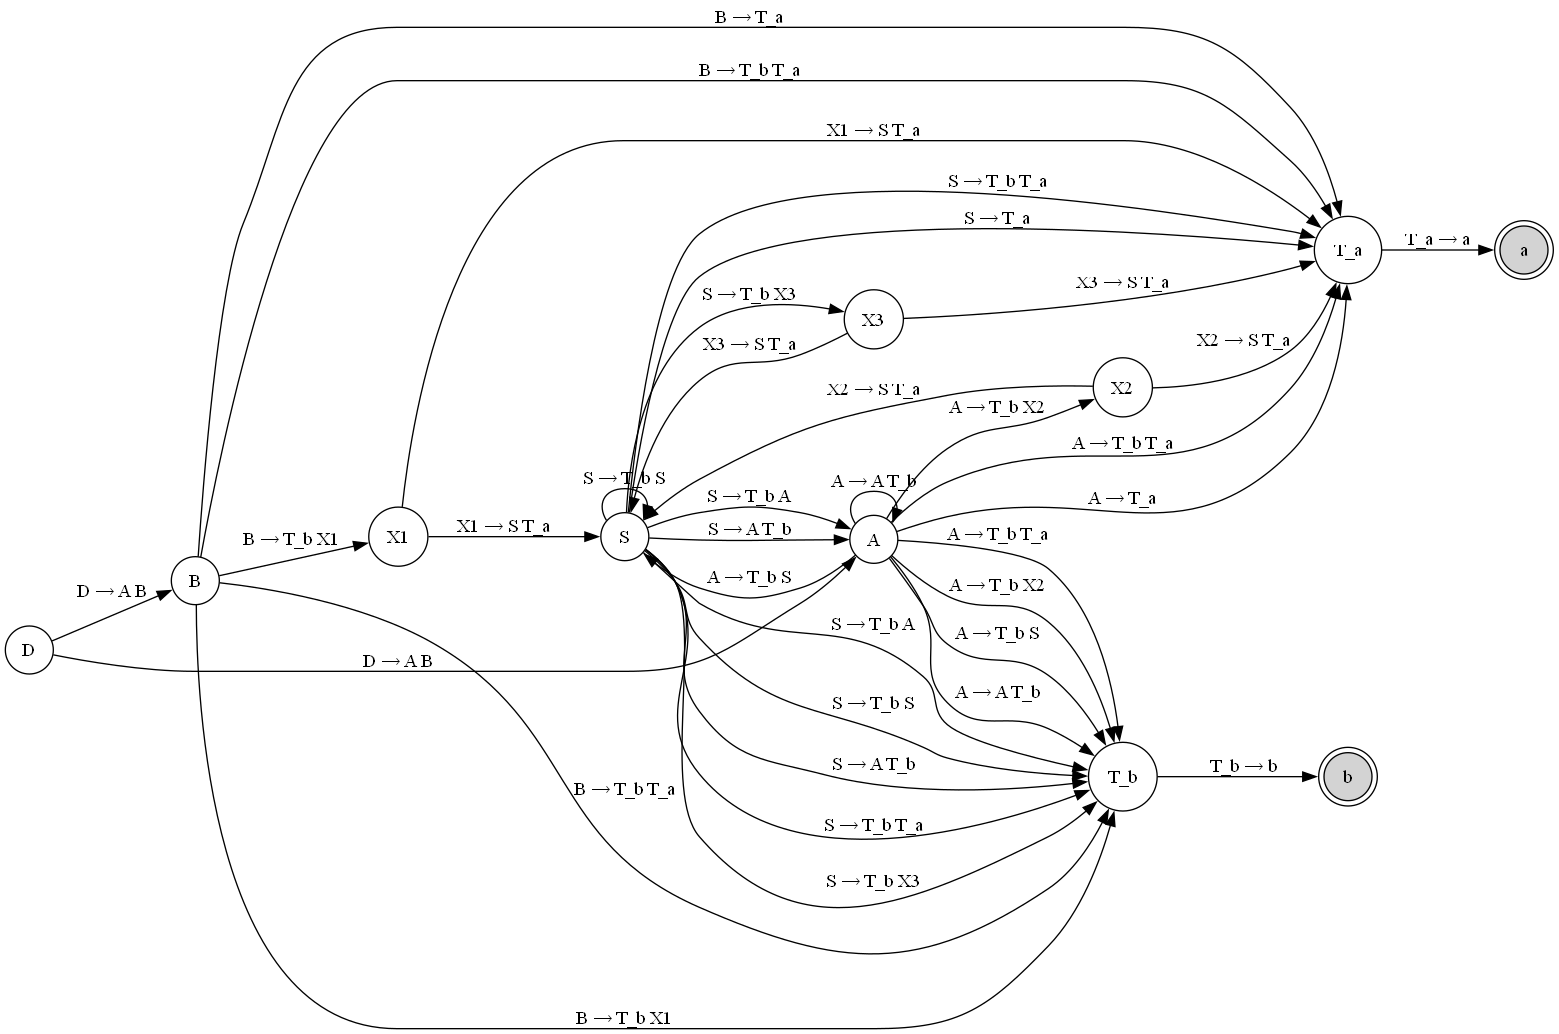 B → T_a
B → T_b T_a
X1 → S T_a
S → T_b T_a
S → T_a
T_a
T_a → a
a
S → T_b X3
X3
X3 → S T_a
X3 → S T_a
X2 → S T_a
X2 → S T_a
X2
A → T_b X2
A → T_b T_a
S → T_b S
A → A T_b
S → T_b A
A → T_a
X1 → S T_a
S → A T_b
A → T_b T_a
B → T_b X1
X1
S
A
D → A B
B
A → T_b S
A → T_b X2
S → T_b A
A → T_b S
D
D → A B
A → A T_b
S → T_b S
S → A T_b
T_b
T_b → b
b
B → T_b T_a
S → T_b T_a
S → T_b X3
B → T_b X1